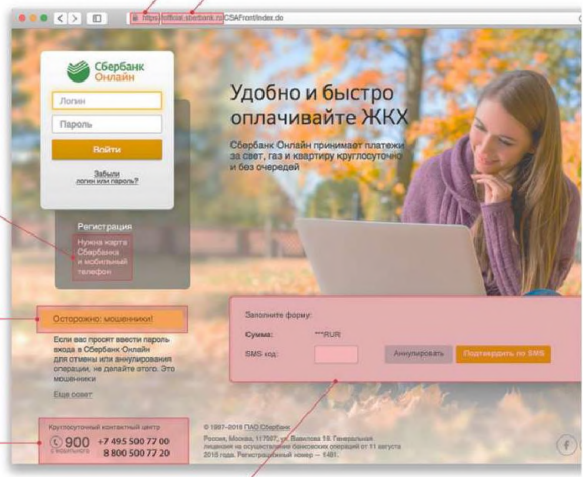 https://official.sberbank.ru/CSAFront/index.do
Сбербанк
Онлайн
Логин
Пароль
Войти
Забыли
логин или пароль?
Удобно и быстро
оплачивайте ЖКХ
Сбербанк Онлайн принимает платежи
за свет, газ и квартиру круглосуточно
и без очередей
Регистрация
Нужна карта
Сбербанка
и мобильный
телефон
Осторожно: мошенники!
Если вас просят ввести пароль
входа в Сбербанк Онлайн
для отмены или аннулирования
операции, не делайте этого. Это
мошенники
Еще совет
Заполните форму:
Сумма: ***RUR
SMS код:
Аннулировать
Подтвердить по SMS
Круглосуточный контактный центр
900 +7 495 500 77 00
с мобильного 8 800 500 77 20
© 1997–2016 ПАО Сбербанк
Россия, Москва, 117997, ул. Вавилова 19. Генеральная
лицензия на осуществление банковских операций от 11 августа
2015 года. Регистрационный номер — 1481.
f